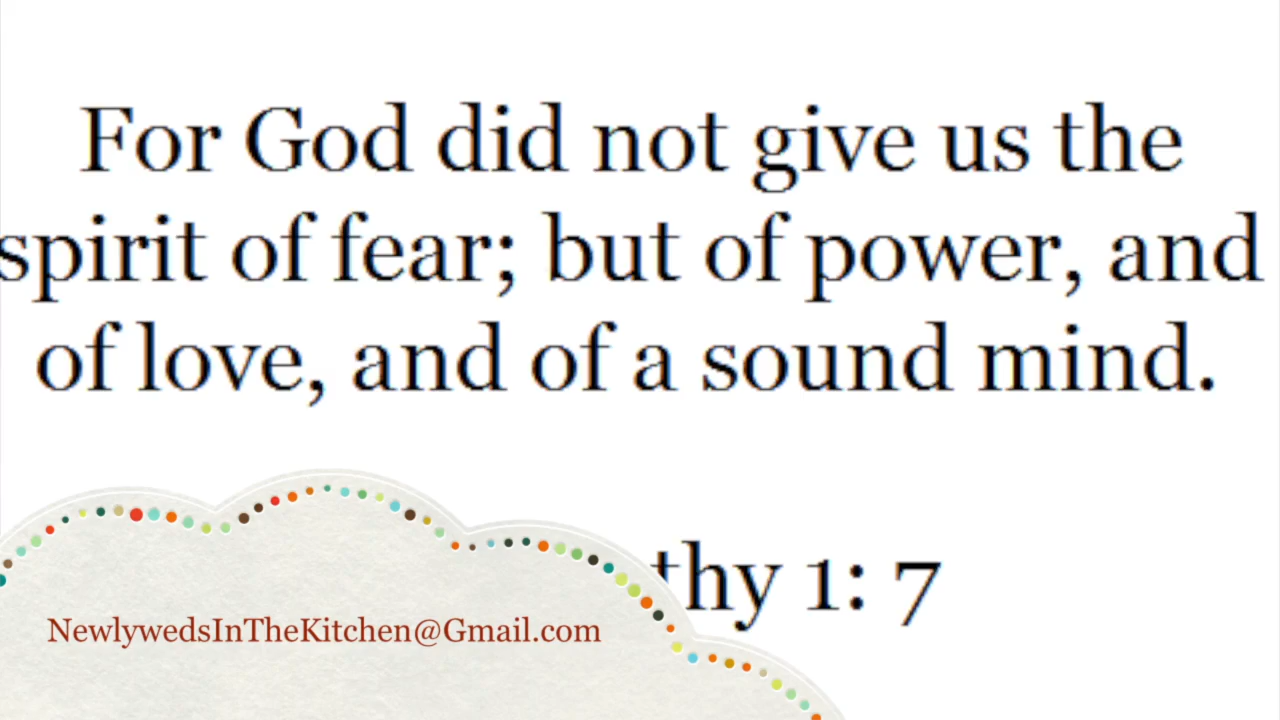 For God did not give us the
spirit of fear; but of power, and
of love, and of a sound mind.
thy 1: 7
NewlywedsInTheKitchen@Gmail.com